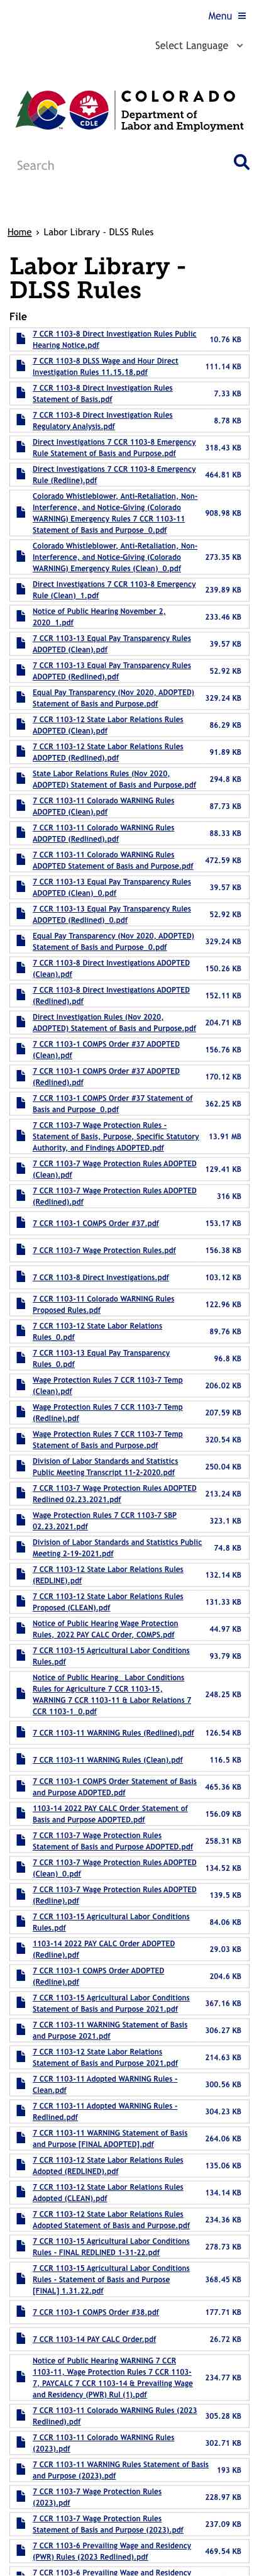 Menu
Select Language
COLORADO
Department of
Labor and Employment
CO
CDLE
Search
Home › Labor Library - DLSS Rules
Labor Library -
DLSS Rules
File
7 CCR 1103-8 Direct Investigation Rules Public
Hearing Notice.pdf
10.76 KB
7 CCR 1103-8 DLSS Wage and Hour Direct
Investigation Rules 11.15.18.pdf
111.14 KB
7 CCR 1103-8 Direct Investigation Rules
Statement of Basis.pdf
7.33 KB
7 CCR 1103-8 Direct Investigation Rules
Regulatory Analysis.pdf
8.78 KB
Direct Investigations 7 CCR 1103-8 Emergency
Rule Statement of Basis and Purpose.pdf
318.43 KB
Direct Investigations 7 CCR 1103-8 Emergency
Rule (Redline).pdf
464.81 KB
Colorado Whistleblower, Anti-Retaliation, Non-
Interference, and Notice-Giving (Colorado
WARNING) Emergency Rules 7 CCR 1103-11
Statement of Basis and Purpose_0.pdf
908.98 KB
Colorado Whistleblower, Anti-Retaliation, Non-
Interference, and Notice-Giving (Colorado
WARNING) Emergency Rules (Clean)_0.pdf
273.35 KB
Direct Investigations 7 CCR 1103-8 Emergency
Rule (Clean)_1.pdf
239.89 KB
Notice of Public Hearing November 2,
2020_1.pdf
233.46 KB
7 CCR 1103-13 Equal Pay Transparency Rules
ADOPTED (Clean).pdf
39.57 KB
7 CCR 1103-13 Equal Pay Transparency Rules
ADOPTED (Redlined).pdf
52.92 KB
Equal Pay Transparency (Nov 2020, ADOPTED)
Statement of Basis and Purpose.pdf
329.24 KB
7 CCR 1103-12 State Labor Relations Rules
ADOPTED (Clean).pdf
86.29 KB
7 CCR 1103-12 State Labor Relations Rules
ADOPTED (Redlined).pdf
91.89 KB
State Labor Relations Rules (Nov 2020,
ADOPTED) Statement of Basis and Purpose.pdf
294.8 KB
7 CCR 1103-11 Colorado WARNING Rules
ADOPTED (Clean).pdf
87.73 KB
7 CCR 1103-11 Colorado WARNING Rules
ADOPTED (Redlined).pdf
88.33 KB
7 CCR 1103-11 Colorado WARNING Rules
ADOPTED Statement of Basis and Purpose.pdf
472.59 KB
7 CCR 1103-13 Equal Pay Transparency Rules
ADOPTED (Clean)_0.pdf
39.57 KB
7 CCR 1103-13 Equal Pay Transparency Rules
ADOPTED (Redlined)_0.pdf
52.92 KB
Equal Pay Transparency (Nov 2020, ADOPTED)
Statement of Basis and Purpose_0.pdf
329.24 KB
7 CCR 1103-8 Direct Investigations ADOPTED
(Clean).pdf
150.26 KB
7 CCR 1103-8 Direct Investigations ADOPTED
(Redlined).pdf
152.11 KB
Direct Investigation Rules (Nov 2020,
ADOPTED) Statement of Basis and Purpose.pdf
204.71 KB
7 CCR 1103-1 COMPS Order #37 ADOPTED
(Clean).pdf
156.76 KB
7 CCR 1103-1 COMPS Order #37 ADOPTED
(Redlined).pdf
170.12 KB
7 CCR 1103-1 COMPS Order #37 Statement of
Basis and Purpose_0.pdf
362.25 KB
7 CCR 1103-7 Wage Protection Rules -
Statement of Basis, Purpose, Specific Statutory
Authority, and Findings ADOPTED.pdf
13.91 MB
7 CCR 1103-7 Wage Protection Rules ADOPTED
(Clean).pdf
129.41 KB
7 CCR 1103-7 Wage Protection Rules ADOPTED
(Redlined).pdf
316 KB
7 CCR 1103-1 COMPS Order #37.pdf
153.17 KB
7 CCR 1103-7 Wage Protection Rules.pdf
156.38 KB
7 CCR 1103-8 Direct Investigations.pdf
103.12 KB
7 CCR 1103-11 Colorado WARNING Rules
Proposed Rules.pdf
122.96 KB
7 CCR 1103-12 State Labor Relations
Rules_0.pdf
89.76 KB
7 CCR 1103-13 Equal Pay Transparency
Rules_0.pdf
96.8 KB
Wage Protection Rules 7 CCR 1103-7 Temp
(Clean).pdf
206.02 KB
Wage Protection Rules 7 CCR 1103-7 Temp
(Redline).pdf
207.59 KB
Wage Protection Rules 7 CCR 1103-7 Temp
Statement of Basis and Purpose.pdf
320.54 KB
Division of Labor Standards and Statistics
Public Meeting Transcript 11-2-2020.pdf
250.04 KB
7 CCR 1103-7 Wage Protection Rules ADOPTED
Redlined 02.23.2021.pdf
213.24 KB
Wage Protection Rules 7 CCR 1103-7 SBP
02.23.2021.pdf
323.1 KB
Division of Labor Standards and Statistics Public
Meeting 2-19-2021.pdf
74.8 KB
7 CCR 1103-12 State Labor Relations Rules
(REDLINE).pdf
132.14 KB
7 CCR 1103-12 State Labor Relations Rules
Proposed (CLEAN).pdf
131.33 KB
Notice of Public Hearing Wage Protection
Rules, 2022 PAY CALC Order, COMPS.pdf
44.97 KB
7 CCR 1103-15 Agricultural Labor Conditions
Rules.pdf
93.79 KB
Notice of Public Hearing_ Labor Conditions
Rules for Agriculture 7 CCR 1103-15,
WARNING 7 CCR 1103-11 & Labor Relations 7
CCR 1103-1_0.pdf
248.25 KB
7 CCR 1103-11 WARNING Rules (Redlined).pdf
126.54 KB
7 CCR 1103-11 WARNING Rules (Clean).pdf
116.5 KB
7 CCR 1103-1 COMPS Order Statement of Basis
and Purpose ADOPTED.pdf
465.36 KB
1103-14 2022 PAY CALC Order Statement of
Basis and Purpose ADOPTED.pdf
156.09 KB
7 CCR 1103-7 Wage Protection Rules
Statement of Basis and Purpose ADOPTED.pdf
258.31 KB
7 CCR 1103-7 Wage Protection Rules ADOPTED
(Clean)_0.pdf
134.52 KB
7 CCR 1103-7 Wage Protection Rules ADOPTED
(Redline).pdf
139.5 KB
7 CCR 1103-15 Agricultural Labor Conditions
Rules.pdf
84.06 KB
1103-14 2022 PAY CALC Order ADOPTED
(Redline).pdf
29.03 KB
7 CCR 1103-1 COMPS Order ADOPTED
(Redline).pdf
204.6 KB
7 CCR 1103-15 Agricultural Labor Conditions
Statement of Basis and Purpose 2021.pdf
367.16 KB
7 CCR 1103-11 WARNING Statement of Basis
and Purpose 2021.pdf
306.27 KB
7 CCR 1103-12 State Labor Relations
Statement of Basis and Purpose 2021.pdf
214.63 KB
7 CCR 1103-11 Adopted WARNING Rules -
Clean.pdf
300.56 KB
7 CCR 1103-11 Adopted WARNING Rules -
Redlined.pdf
304.23 KB
7 CCR 1103-11 WARNING Statement of Basis
and Purpose [FINAL ADOPTED].pdf
264.06 KB
7 CCR 1103-12 State Labor Relations Rules
Adopted (REDLINED).pdf
135.06 KB
7 CCR 1103-12 State Labor Relations Rules
Adopted (CLEAN).pdf
134.14 KB
7 CCR 1103-12 State Labor Relations Rules
Adopted Statement of Basis and Purpose.pdf
234.36 KB
7 CCR 1103-15 Agricultural Labor Conditions
Rules - FINAL REDLINED 1-31-22.pdf
278.73 KB
7 CCR 1103-15 Agricultural Labor Conditions
Rules - Statement of Basis and Purpose
[FINAL] 1.31.22.pdf
368.45 KB
7 CCR 1103-1 COMPS Order #38.pdf
177.71 KB
7 CCR 1103-14 PAY CALC Order.pdf
26.72 KB
Notice of Public Hearing WARNING 7 CCR
1103-11, Wage Protection Rules 7 CCR 1103-
7, PAYCALC 7 CCR 1103-14 & Prevailing Wage
and Residency (PWR) Rul (1).pdf
234.77 KB
7 CCR 1103-11 Colorado WARNING Rules (2023
Redlined).pdf
305.28 KB
7 CCR 1103-11 Colorado WARNING Rules
(2023).pdf
302.71 KB
7 CCR 1103-11 WARNING Rules Statement of Basis
and Purpose (2023).pdf
193 KB
7 CCR 1103-7 Wage Protection Rules
(2023).pdf
228.97 KB
7 CCR 1103-7 Wage Protection Rules
Statement of Basis and Purpose (2023).pdf
237.09 KB
7 CCR 1103-6 Prevailing Wage and Residency
(PWR) Rules (2023 Redlined).pdf
469.54 KB
7 CCR 1103-6 Prevailing Wage and Residency